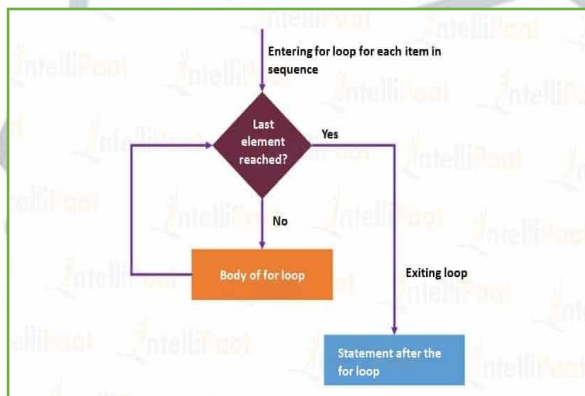 Entering for loop for each item in
sequence
Last
element
reached?
Yes
No
Body of for loop
Exiting loop
Statement after the
for loop